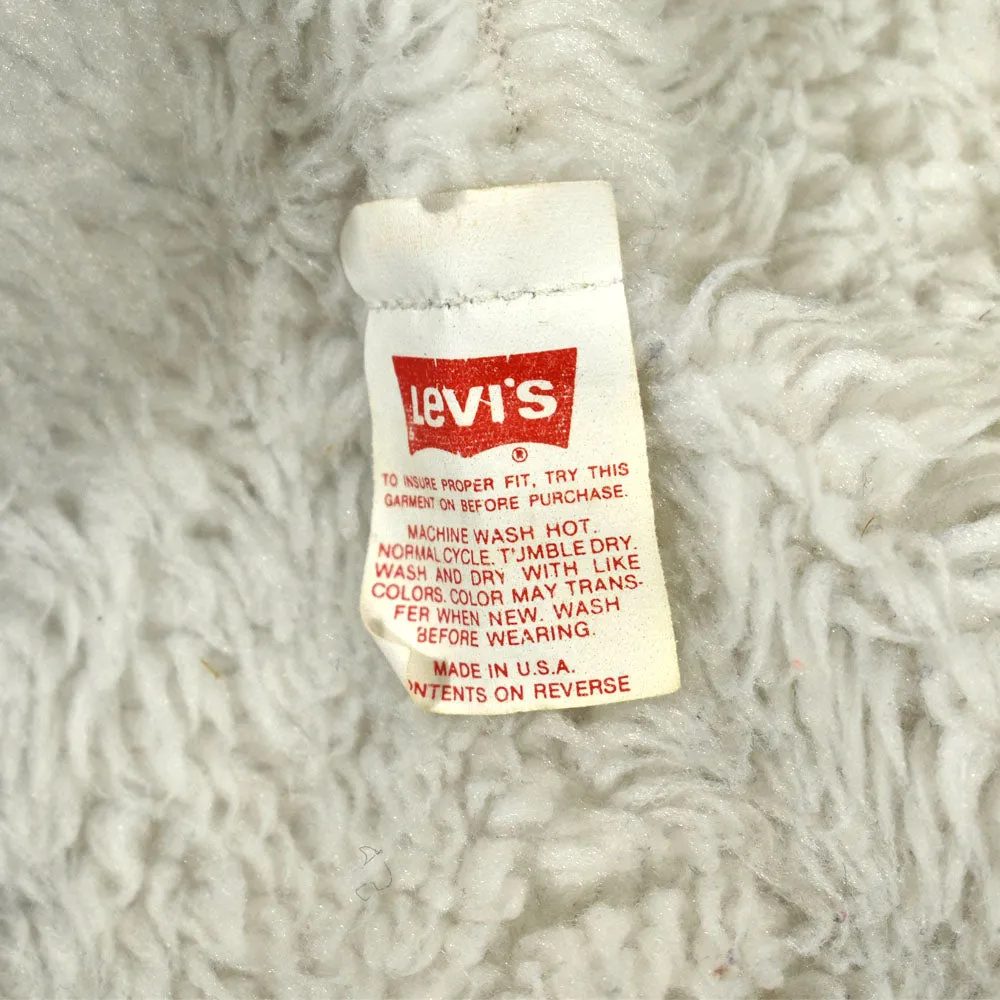 LEVI'S
®
TO INSURE PROPER FIT, TRY THIS
GARMENT ON BEFORE PURCHASE.
MACHINE WASH HOT.
NORMAL CYCLE. TUMBLE DRY.
WASH AND DRY WITH LIKE
COLORS. COLOR MAY TRANS-
FER WHEN NEW. WASH
BEFORE WEARING.
MADE IN U.S.A.
ONTENTS ON REVERSE